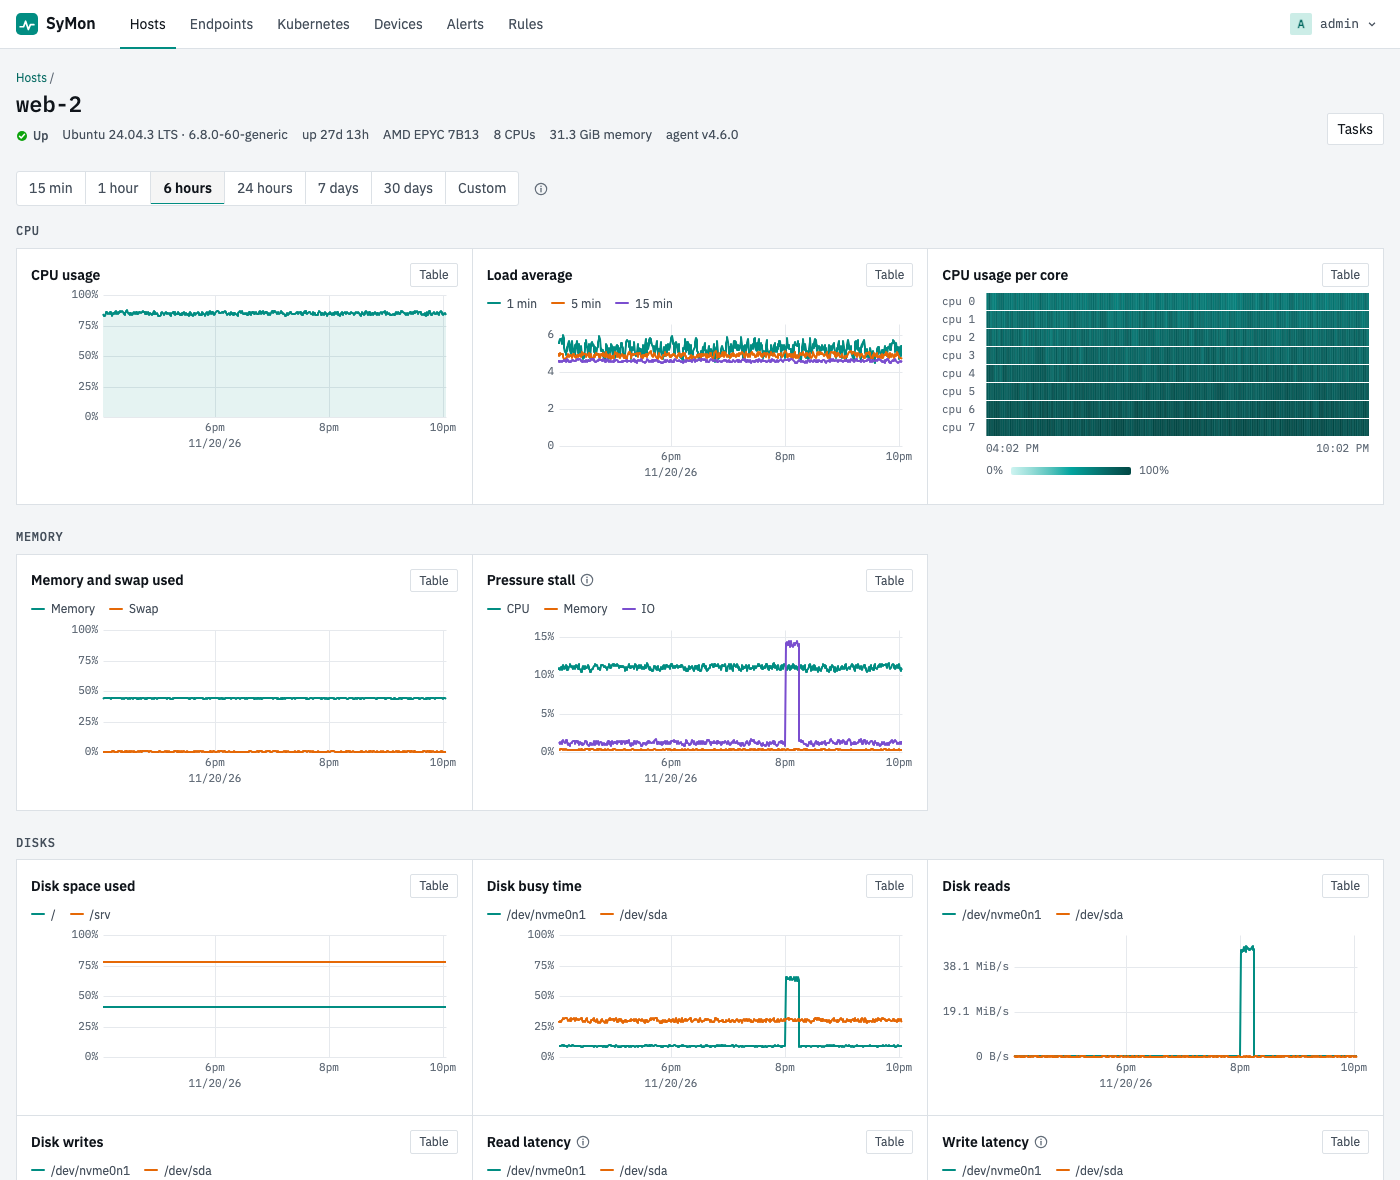 SyMon Hosts Endpoints Kubernetes Devices Alerts Rules A admin
Hosts /
web-2
Up Ubuntu 24.04.3 LTS · 6.8.0-60-generic up 27d 13h AMD EPYC 7B13 8 CPUs 31.3 GiB memory agent v4.6.0
Tasks
15 min 1 hour 6 hours 24 hours 7 days 30 days Custom
CPU
CPU usage Table
100%
75%
50%
25%
0%
6pm 8pm 10pm
11/20/26
Load average Table
1 min 5 min 15 min
6
4
2
0
6pm 8pm 10pm
11/20/26
CPU usage per core Table
cpu 0
cpu 1
cpu 2
cpu 3
cpu 4
cpu 5
cpu 6
cpu 7
04:02 PM 10:02 PM
0% 100%
MEMORY
Memory and swap used Table
Memory Swap
100%
75%
50%
25%
0%
6pm 8pm 10pm
11/20/26
Pressure stall Table
CPU Memory IO
15%
10%
5%
0%
6pm 8pm 10pm
11/20/26
DISKS
Disk space used Table
/ /srv
100%
75%
50%
25%
0%
6pm 8pm 10pm
11/20/26
Disk busy time Table
/dev/nvme0n1 /dev/sda
100%
75%
50%
25%
0%
6pm 8pm 10pm
11/20/26
Disk reads Table
/dev/nvme0n1 /dev/sda
38.1 MiB/s
19.1 MiB/s
0 B/s
6pm 8pm 10pm
11/20/26
Disk writes Table
/dev/nvme0n1 /dev/sda
Read latency Table
/dev/nvme0n1 /dev/sda
Write latency Table
/dev/nvme0n1 /dev/sda